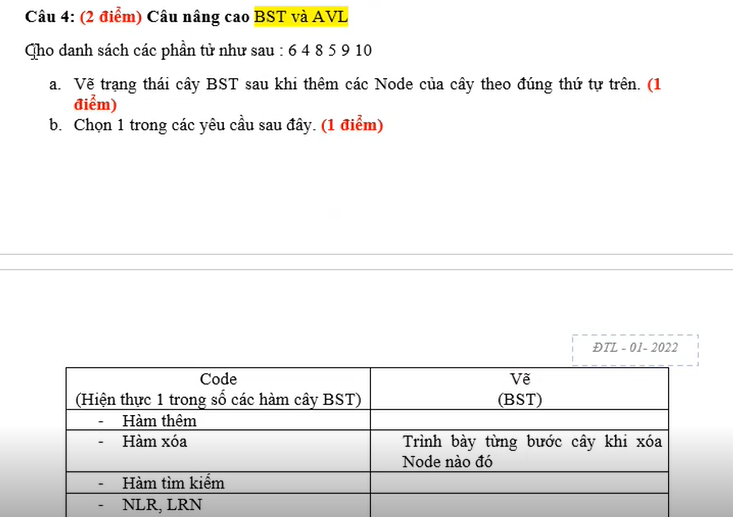 Câu 4: (2 điểm) Câu nâng cao BST và AVL
Cho danh sách các phần tử như sau : 6 4 8 5 9 10
a. Vẽ trạng thái cây BST sau khi thêm các Node của cây theo đúng thứ tự trên. (1
điểm)
b. Chọn 1 trong các yêu cầu sau đây. (1 điểm)
ĐTL - 01- 2022
Code
(Hiện thực 1 trong số các hàm cây BST)
Vẽ
(BST)
- Hàm thêm
- Hàm xóa
Trình bày từng bước cây khi xóa
Node nào đó
- Hàm tìm kiếm
- NLR, LRN